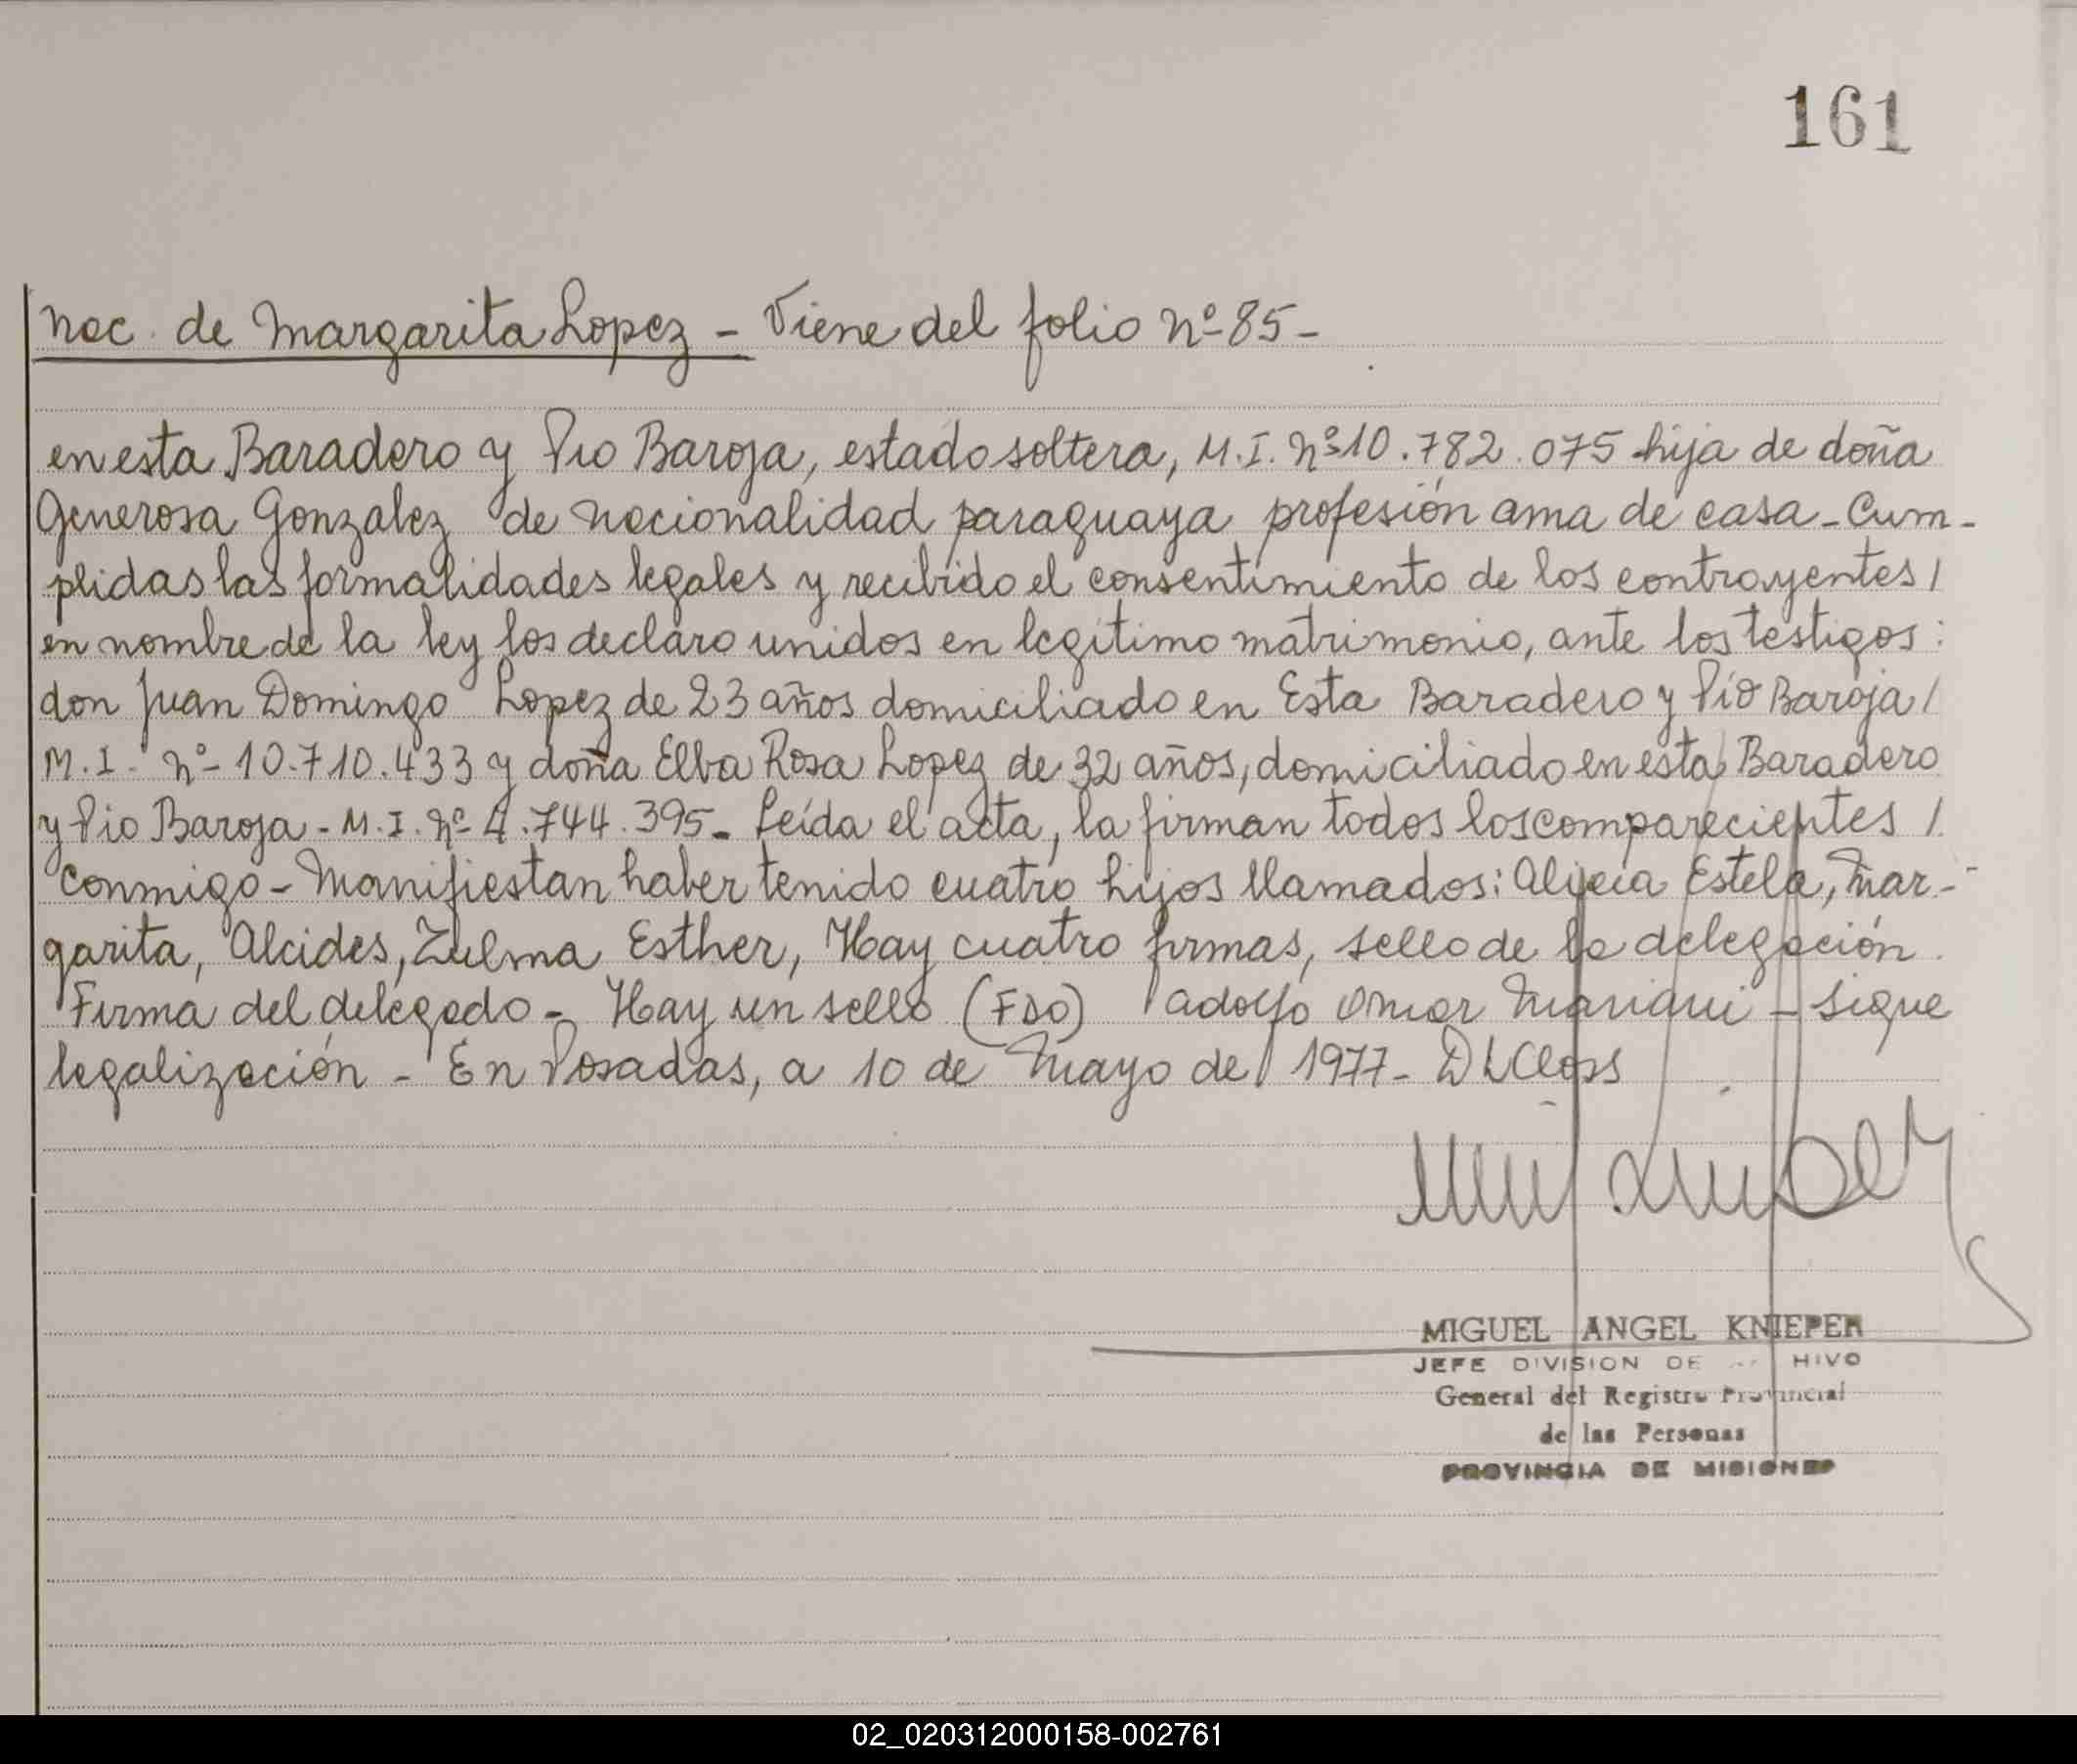 161
Nac. de Margarita Lopez - Viene del folio Nº 85 -
en esta Baradero y Pio Baroja, estado soltera, M.I. Nº 10.782.075 hija de doña
Generosa Gonzalez de nacionalidad paraguaya profesión ama de casa - Cum-
plidas las formalidades legales y recibido el consentimiento de los contrayentes /
en nombre de la ley los declaro unidos en legítimo matrimonio, ante los testigos:
don Juan Domingo Lopez de 23 años domiciliado en Esta Baradero y Pío Baroja /
M.I. Nº - 10.710.433 y doña Elba Rosa Lopez de 32 años, domiciliado en esta Baradero
y Pio Baroja - M.I. Nº 4.744.395 - Leída el acta, la firman todos los comparecientes /
conmigo - Manifiestan haber tenido cuatro hijos llamados: Alicia Estela, Mar-
garita, Alcides, Zulma Esther, Hay cuatro firmas, sello de la delegación
Firma del delegado - Hay un sello (FDO) Adolfo Omar - Sigue
legalización - En Posadas, a 10 de Mayo de 1977 -
MIGUEL ANGEL KNIEPER
JEFE DIVISION DE HIVO
General del Registro Provincial
de las Personas
PROVINCIA DE MISIONES
02_020312000158-002761